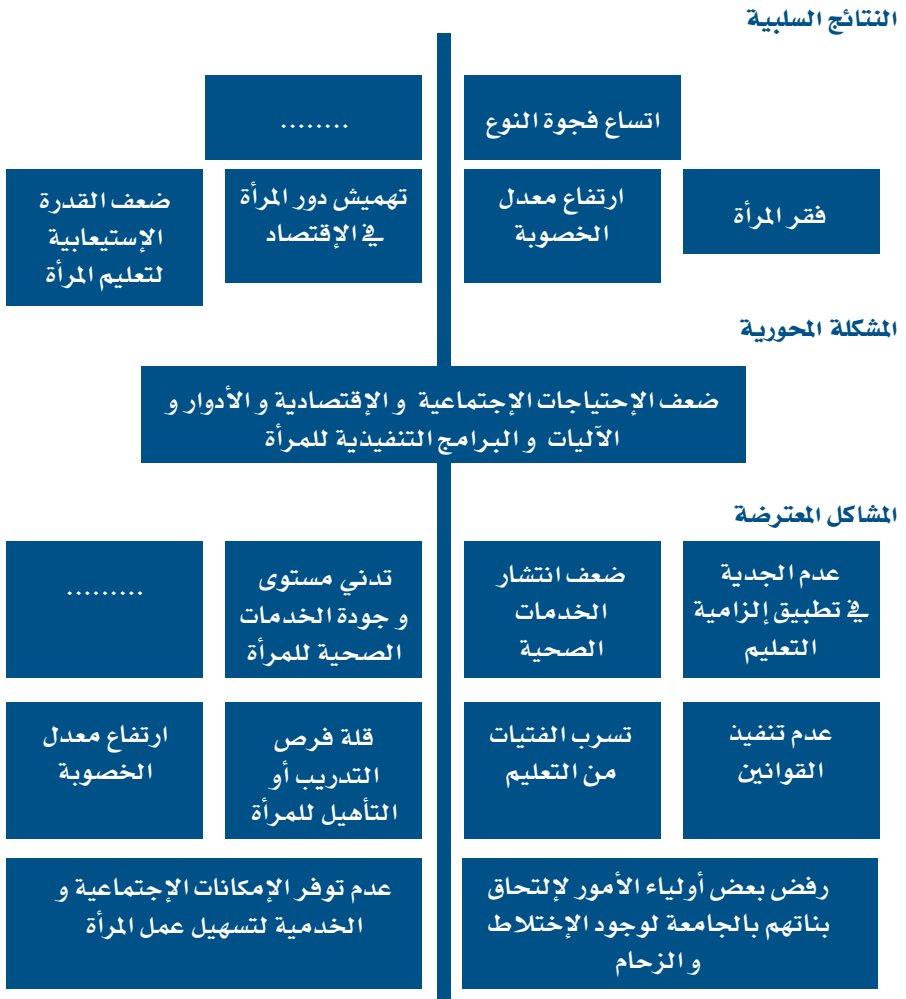 النتائج السلبية
اتساع فجوة النوع
........
فقر المرأة
ارتفاع معدل
الخصوبة
تهميش دور المرأة
في الإقتصاد
ضعف القدرة
الإستيعابية
لتعليم المرأة
المشكلة المحورية
ضعف الإحتياجات الإجتماعية و الإقتصادية و الأدوار و
الآليات و البرامج التنفيذية للمرأة
المشاكل المعترضة
عدم الجدية
في تطبيق إلزامية
التعليم
ضعف انتشار
الخدمات
الصحية
تدني مستوى
و جودة الخدمات
الصحية للمرأة
.........
عدم تنفيذ
القوانين
تسرب الفتيات
من التعليم
قلة فرص
التدريب أو
التأهيل للمرأة
ارتفاع معدل
الخصوبة
رفض بعض أولياء الأمور لإلتحاق
بناتهم بالجامعة لوجود الإختلاط
و الزحام
عدم توفر الإمكانات الإجتماعية و
الخدمية لتسهيل عمل المرأة